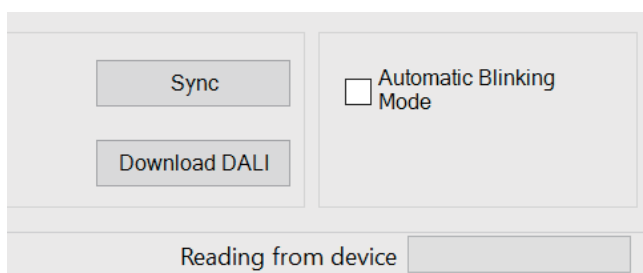 Sync
Automatic Blinking
Mode
Download DALI
Reading from device